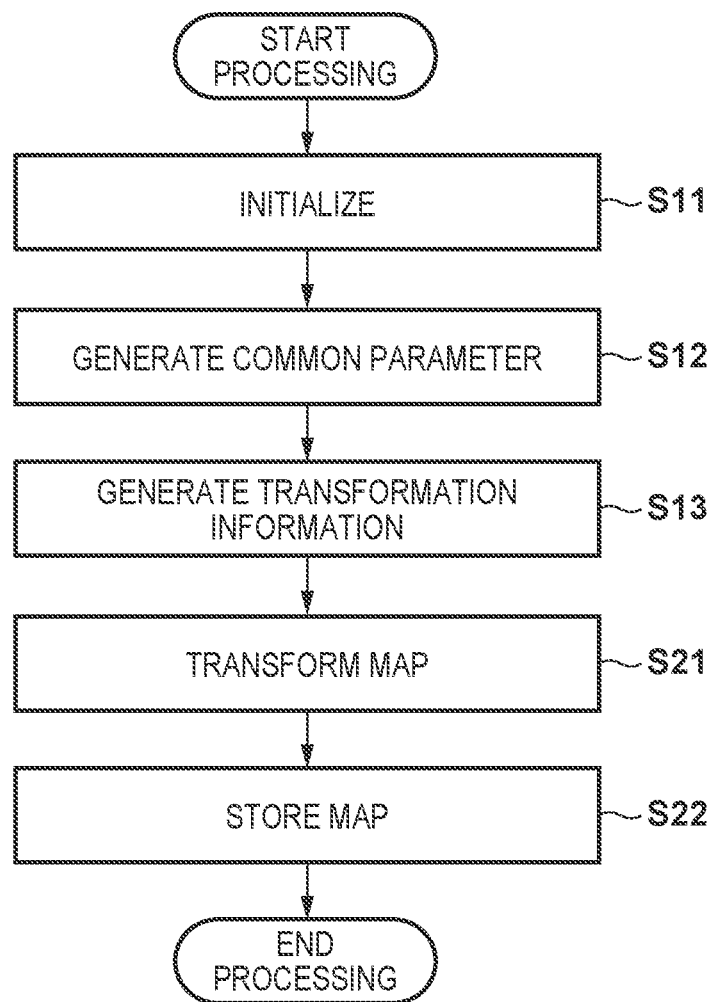 START
PROCESSING
INITIALIZE
S11
GENERATE COMMON PARAMETER
S12
GENERATE TRANSFORMATION
INFORMATION
S13
TRANSFORM MAP
S21
STORE MAP
S22
END
PROCESSING